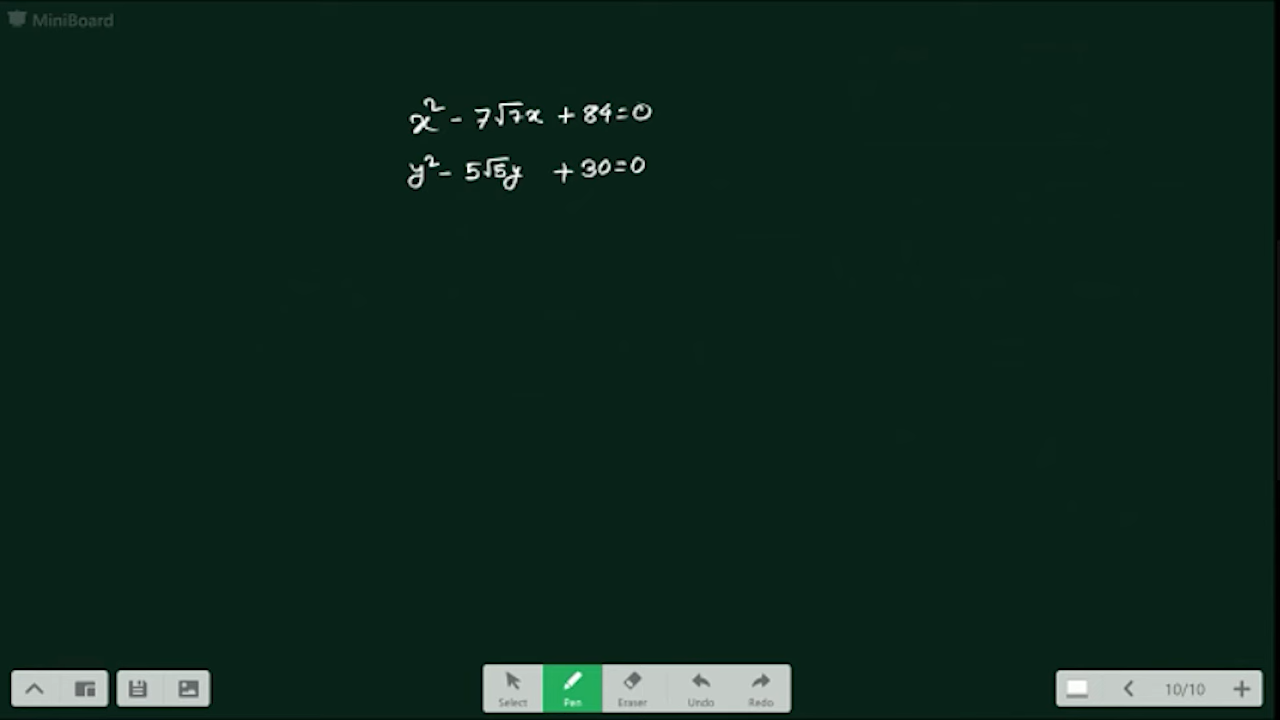 MiniBoard
x² - 7√7x + 84=0
y² - 5√5y + 30=0
Select Pen Eraser Undo Redo
10/10